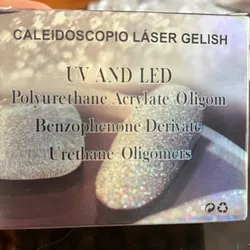 CALEIDOSCOPIO LÁSER GELISH
UV AND LED
Polyurethane Acrylate Oligom
Benzophenone Derivate
Urethane Oligomers